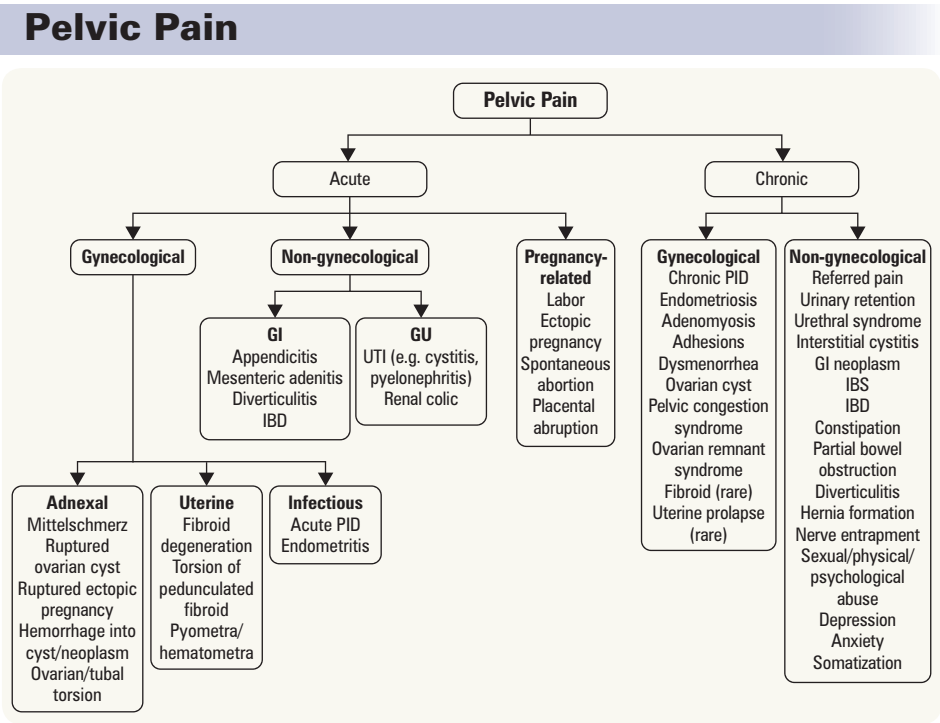 Pelvic Pain
Pelvic Pain
Acute
Chronic
Gynecological
Non-gynecological
Pregnancy-
related
Labor
Ectopic
pregnancy
Spontaneous
abortion
Placental
abruption
Gynecological
Chronic PID
Endometriosis
Adenomyosis
Adhesions
Dysmenorrhea
Ovarian cyst
Pelvic congestion
syndrome
Ovarian remnant
syndrome
Fibroid (rare)
Uterine prolapse
(rare)
Non-gynecological
Referred pain
Urinary retention
Urethral syndrome
Interstitial cystitis
GI neoplasm
IBS
IBD
Constipation
Partial bowel
obstruction
Diverticulitis
Hernia formation
Nerve entrapment
Sexual/physical/
psychological
abuse
Depression
Anxiety
Somatization
GI
Appendicitis
Mesenteric adenitis
Diverticulitis
IBD
GU
UTI (e.g. cystitis,
pyelonephritis)
Renal colic
Adnexal
Mittelschmerz
Ruptured
ovarian cyst
Ruptured ectopic
pregnancy
Hemorrhage into
cyst/neoplasm
Ovarian/tubal
torsion
Uterine
Fibroid
degeneration
Torsion of
pedunculated
fibroid
Pyometra/
hematometra
Infectious
Acute PID
Endometritis